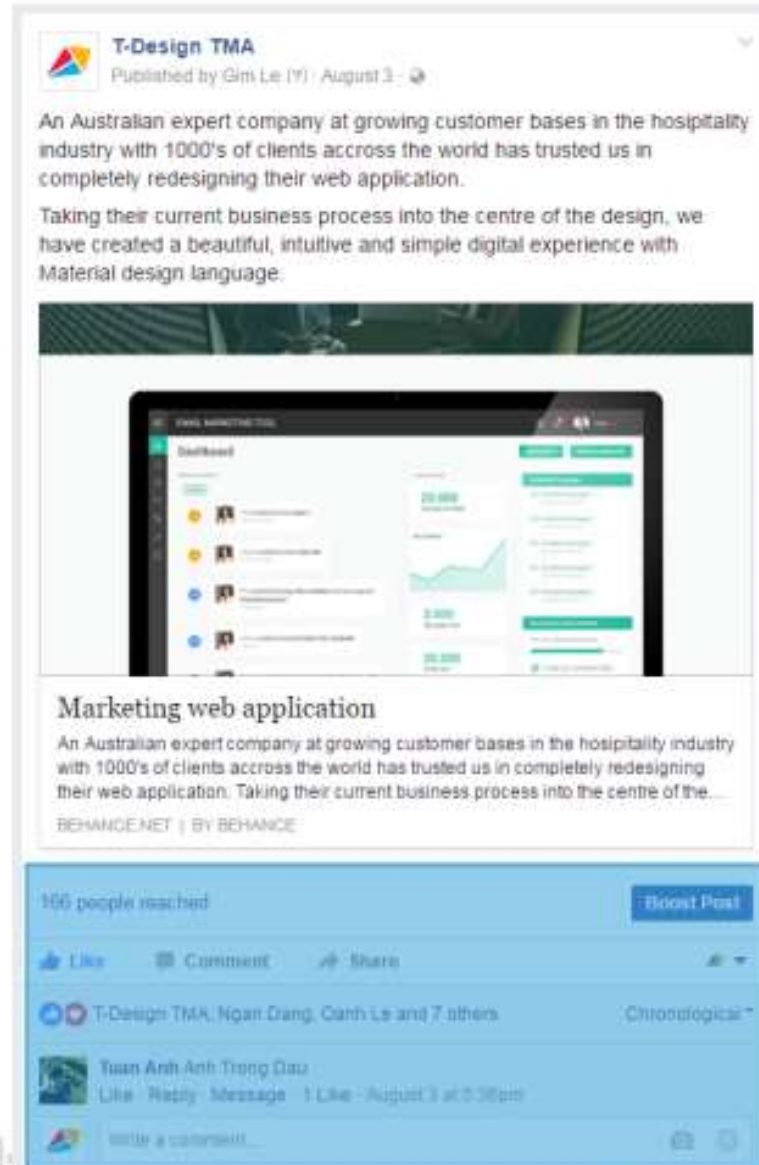 T-Design TMA
Published by Gim Le [?] · August 3 ·
An Australian expert company at growing customer bases in the hosipitality
industry with 1000's of clients accross the world has trusted us in
completely redesigning their web application.
Taking their current business process into the centre of the design, we
have created a beautiful, intuitive and simple digital experience with
Material design language.
EMAIL MARKETING TOOL
Dashboard
Marketing web application
An Australian expert company at growing customer bases in the hosipitality industry
with 1000's of clients accross the world has trusted us in completely redesigning
their web application. Taking their current business process into the centre of the...
BEHANCE.NET | BY BEHANCE
166 people reached
Boost Post
Like Comment Share
T-Design TMA, Ngan Dang, Oanh Le and 7 others
Chronological
Tuan Anh Anh Trong Dau
Like · Reply · Message · 1 Like · August 3 at 5:36pm
Write a comment...